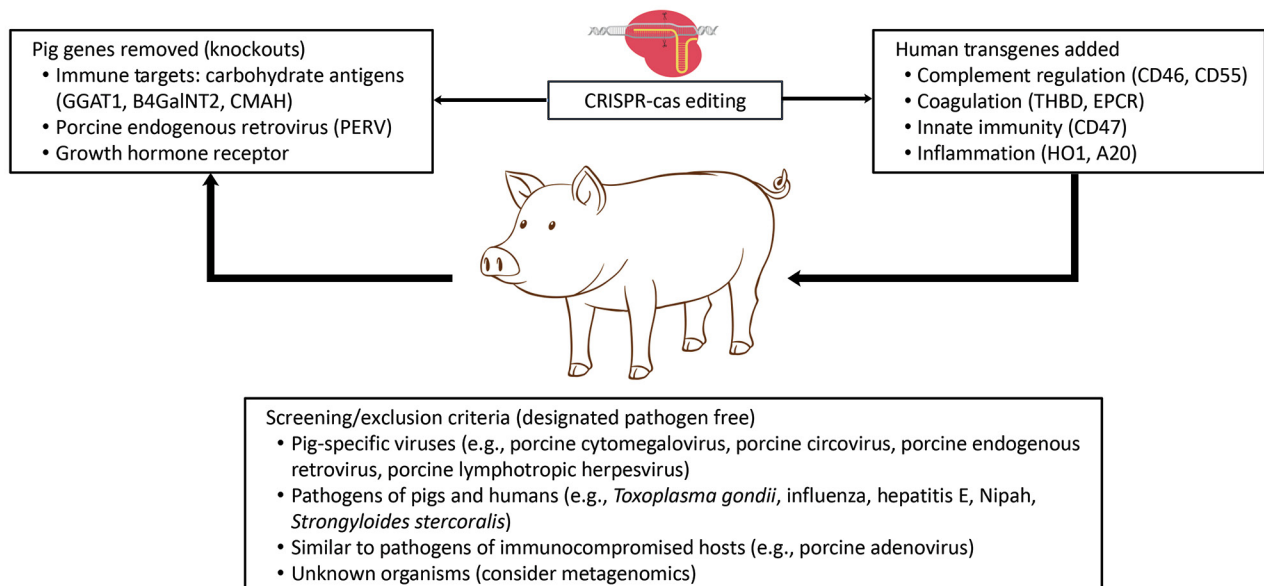 Pig genes removed (knockouts)
• Immune targets: carbohydrate antigens
(GGAT1, B4GalNT2, CMAH)
• Porcine endogenous retrovirus (PERV)
• Growth hormone receptor
CRISPR-cas editing
Human transgenes added
• Complement regulation (CD46, CD55)
• Coagulation (THBD, EPCR)
• Innate immunity (CD47)
• Inflammation (HO1, A20)
Screening/exclusion criteria (designated pathogen free)
• Pig-specific viruses (e.g., porcine cytomegalovirus, porcine circovirus, porcine endogenous
retrovirus, porcine lymphotropic herpesvirus)
• Pathogens of pigs and humans (e.g., Toxoplasma gondii, influenza, hepatitis E, Nipah,
Strongyloides stercoralis)
• Similar to pathogens of immunocompromised hosts (e.g., porcine adenovirus)
• Unknown organisms (consider metagenomics)